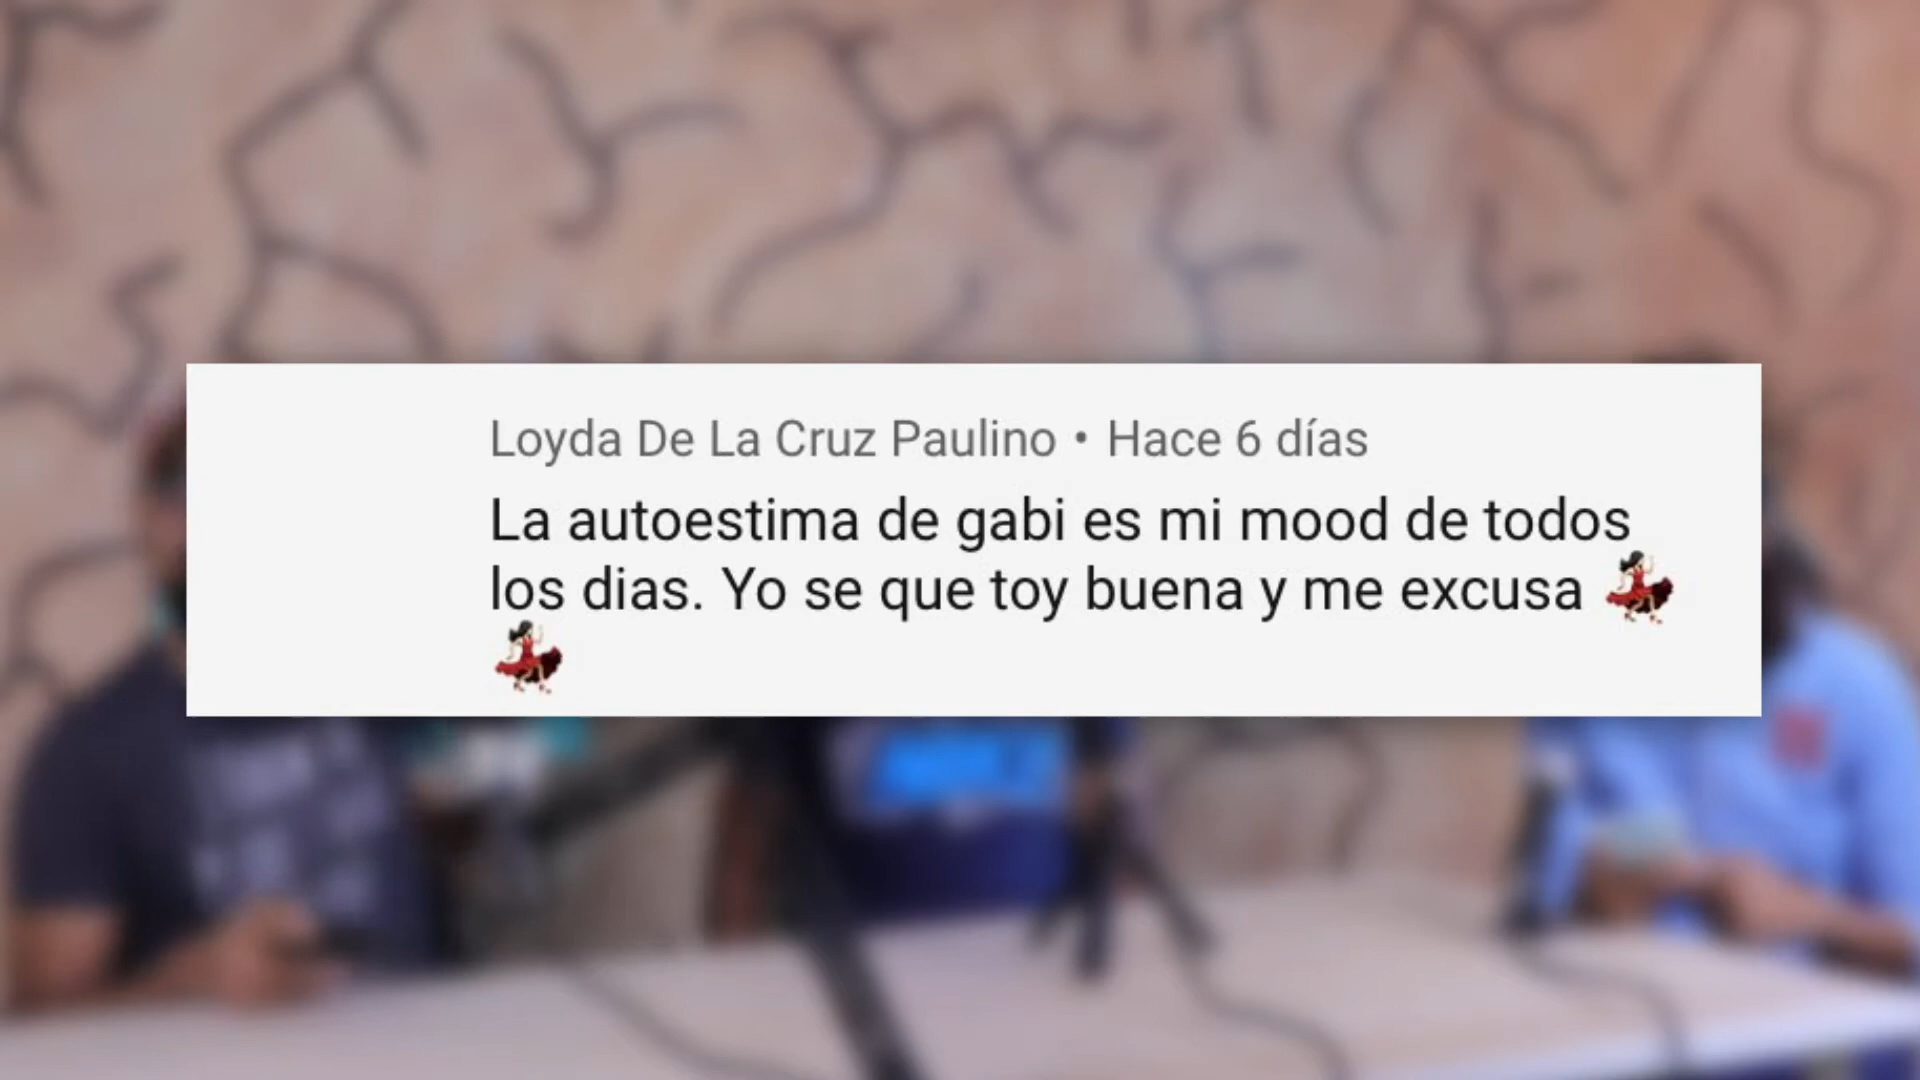 Loyda De La Cruz Paulino • Hace 6 días
La autoestima de gabi es mi mood de todos
los dias. Yo se que toy buena y me excusa 💃
💃